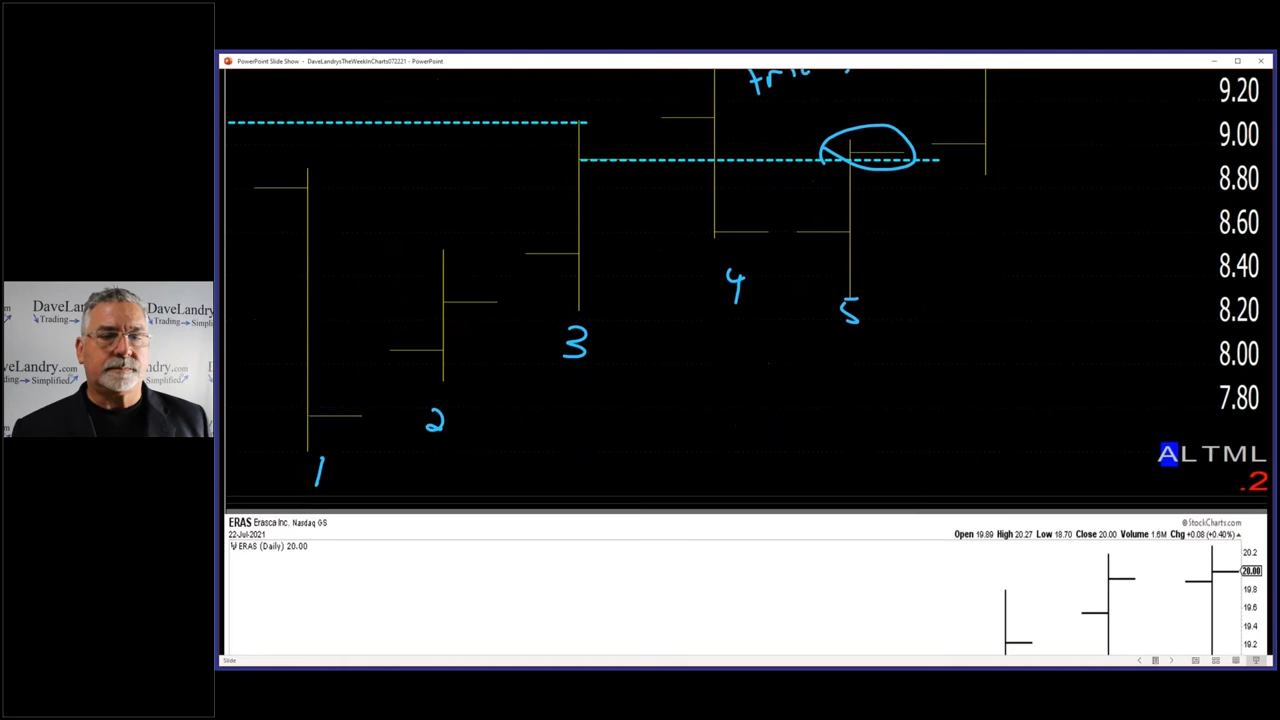 PowerPoint Slide Show - DaveLandrysTheWeekInCharts072221 - PowerPoint
9.20
9.00
8.80
8.60
8.40
8.20
8.00
7.80
1
2
3
4
5
ALTML
.2
DaveLandry.com
Trading Simplified
ERAS Erasca Inc. Nasdaq GS
© StockCharts.com
22-Jul-2021
Open 19.89 High 20.27 Low 18.70 Close 20.00 Volume 1.6M Chg +0.08 (+0.40%)
ERAS (Daily) 20.00
20.2
20.00
19.8
19.6
19.4
19.2
Slide